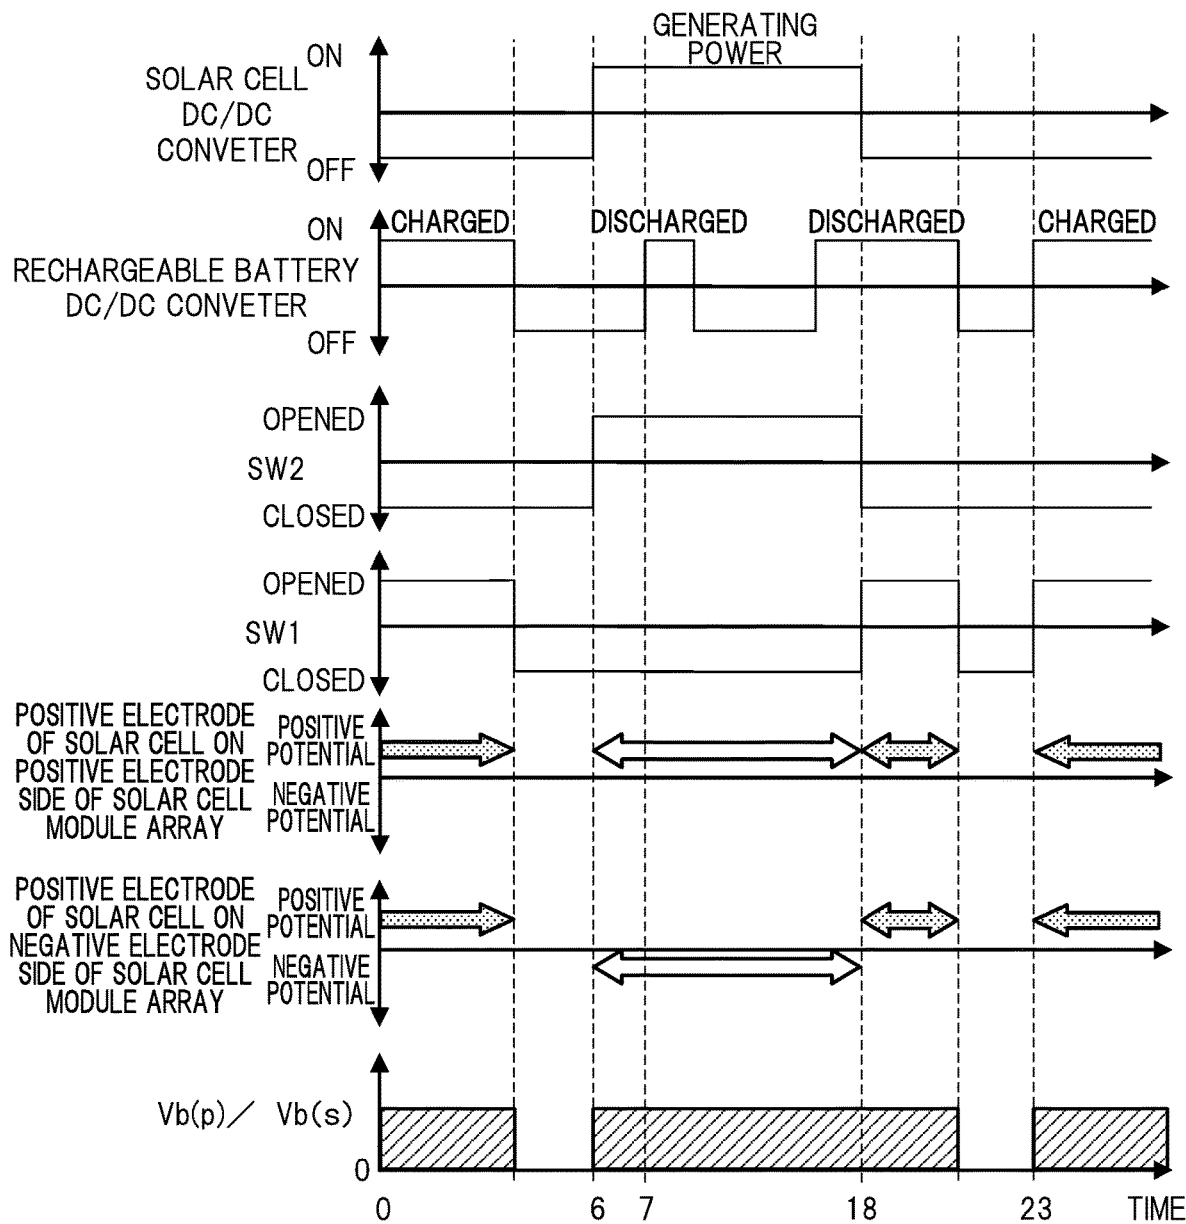 GENERATING
POWER
ON
SOLAR CELL
DC/DC
CONVETER
OFF
ON
CHARGED
DISCHARGED
DISCHARGED
CHARGED
RECHARGEABLE BATTERY
DC/DC CONVETER
OFF
OPENED
SW2
CLOSED
OPENED
SW1
CLOSED
POSITIVE ELECTRODE
OF SOLAR CELL ON
POSITIVE ELECTRODE
SIDE OF SOLAR CELL
MODULE ARRAY
POSITIVE
POTENTIAL
NEGATIVE
POTENTIAL
POSITIVE ELECTRODE
OF SOLAR CELL ON
NEGATIVE ELECTRODE
SIDE OF SOLAR CELL
MODULE ARRAY
POSITIVE
POTENTIAL
NEGATIVE
POTENTIAL
Vb(p)／ Vb(s)
0
0 6 7 18 23 TIME